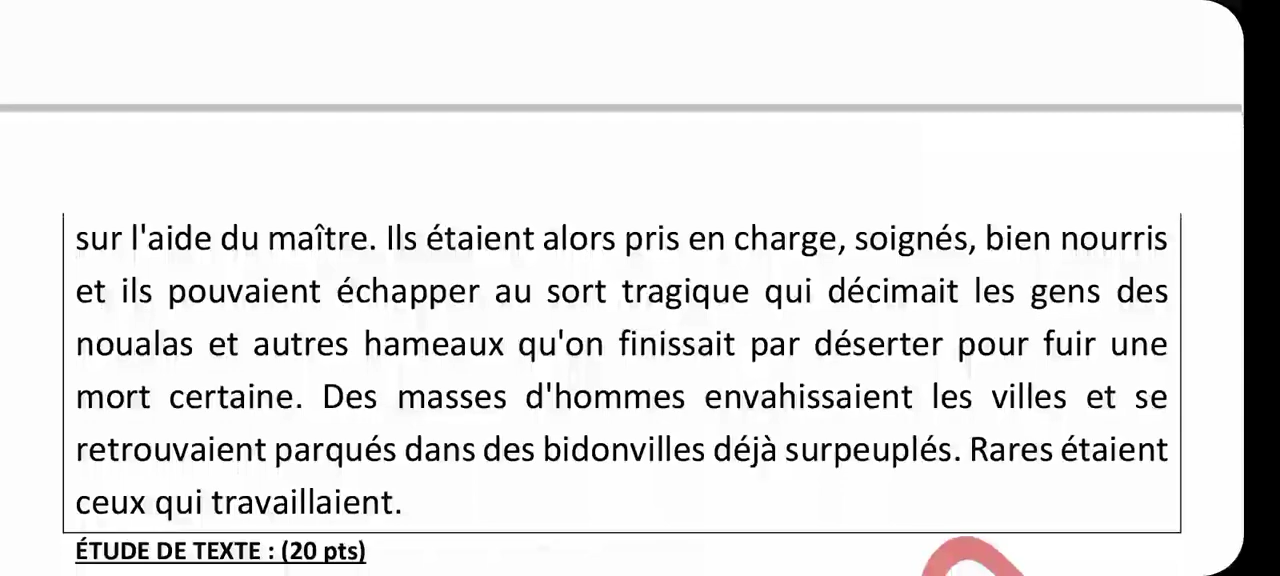 sur l'aide du maître. Ils étaient alors pris en charge, soignés, bien nourris
et ils pouvaient échapper au sort tragique qui décimait les gens des
noualas et autres hameaux qu'on finissait par déserter pour fuir une
mort certaine. Des masses d'hommes envahissaient les villes et se
retrouvaient parqués dans des bidonvilles déjà surpeuplés. Rares étaient
ceux qui travaillaient.
ÉTUDE DE TEXTE : (20 pts)